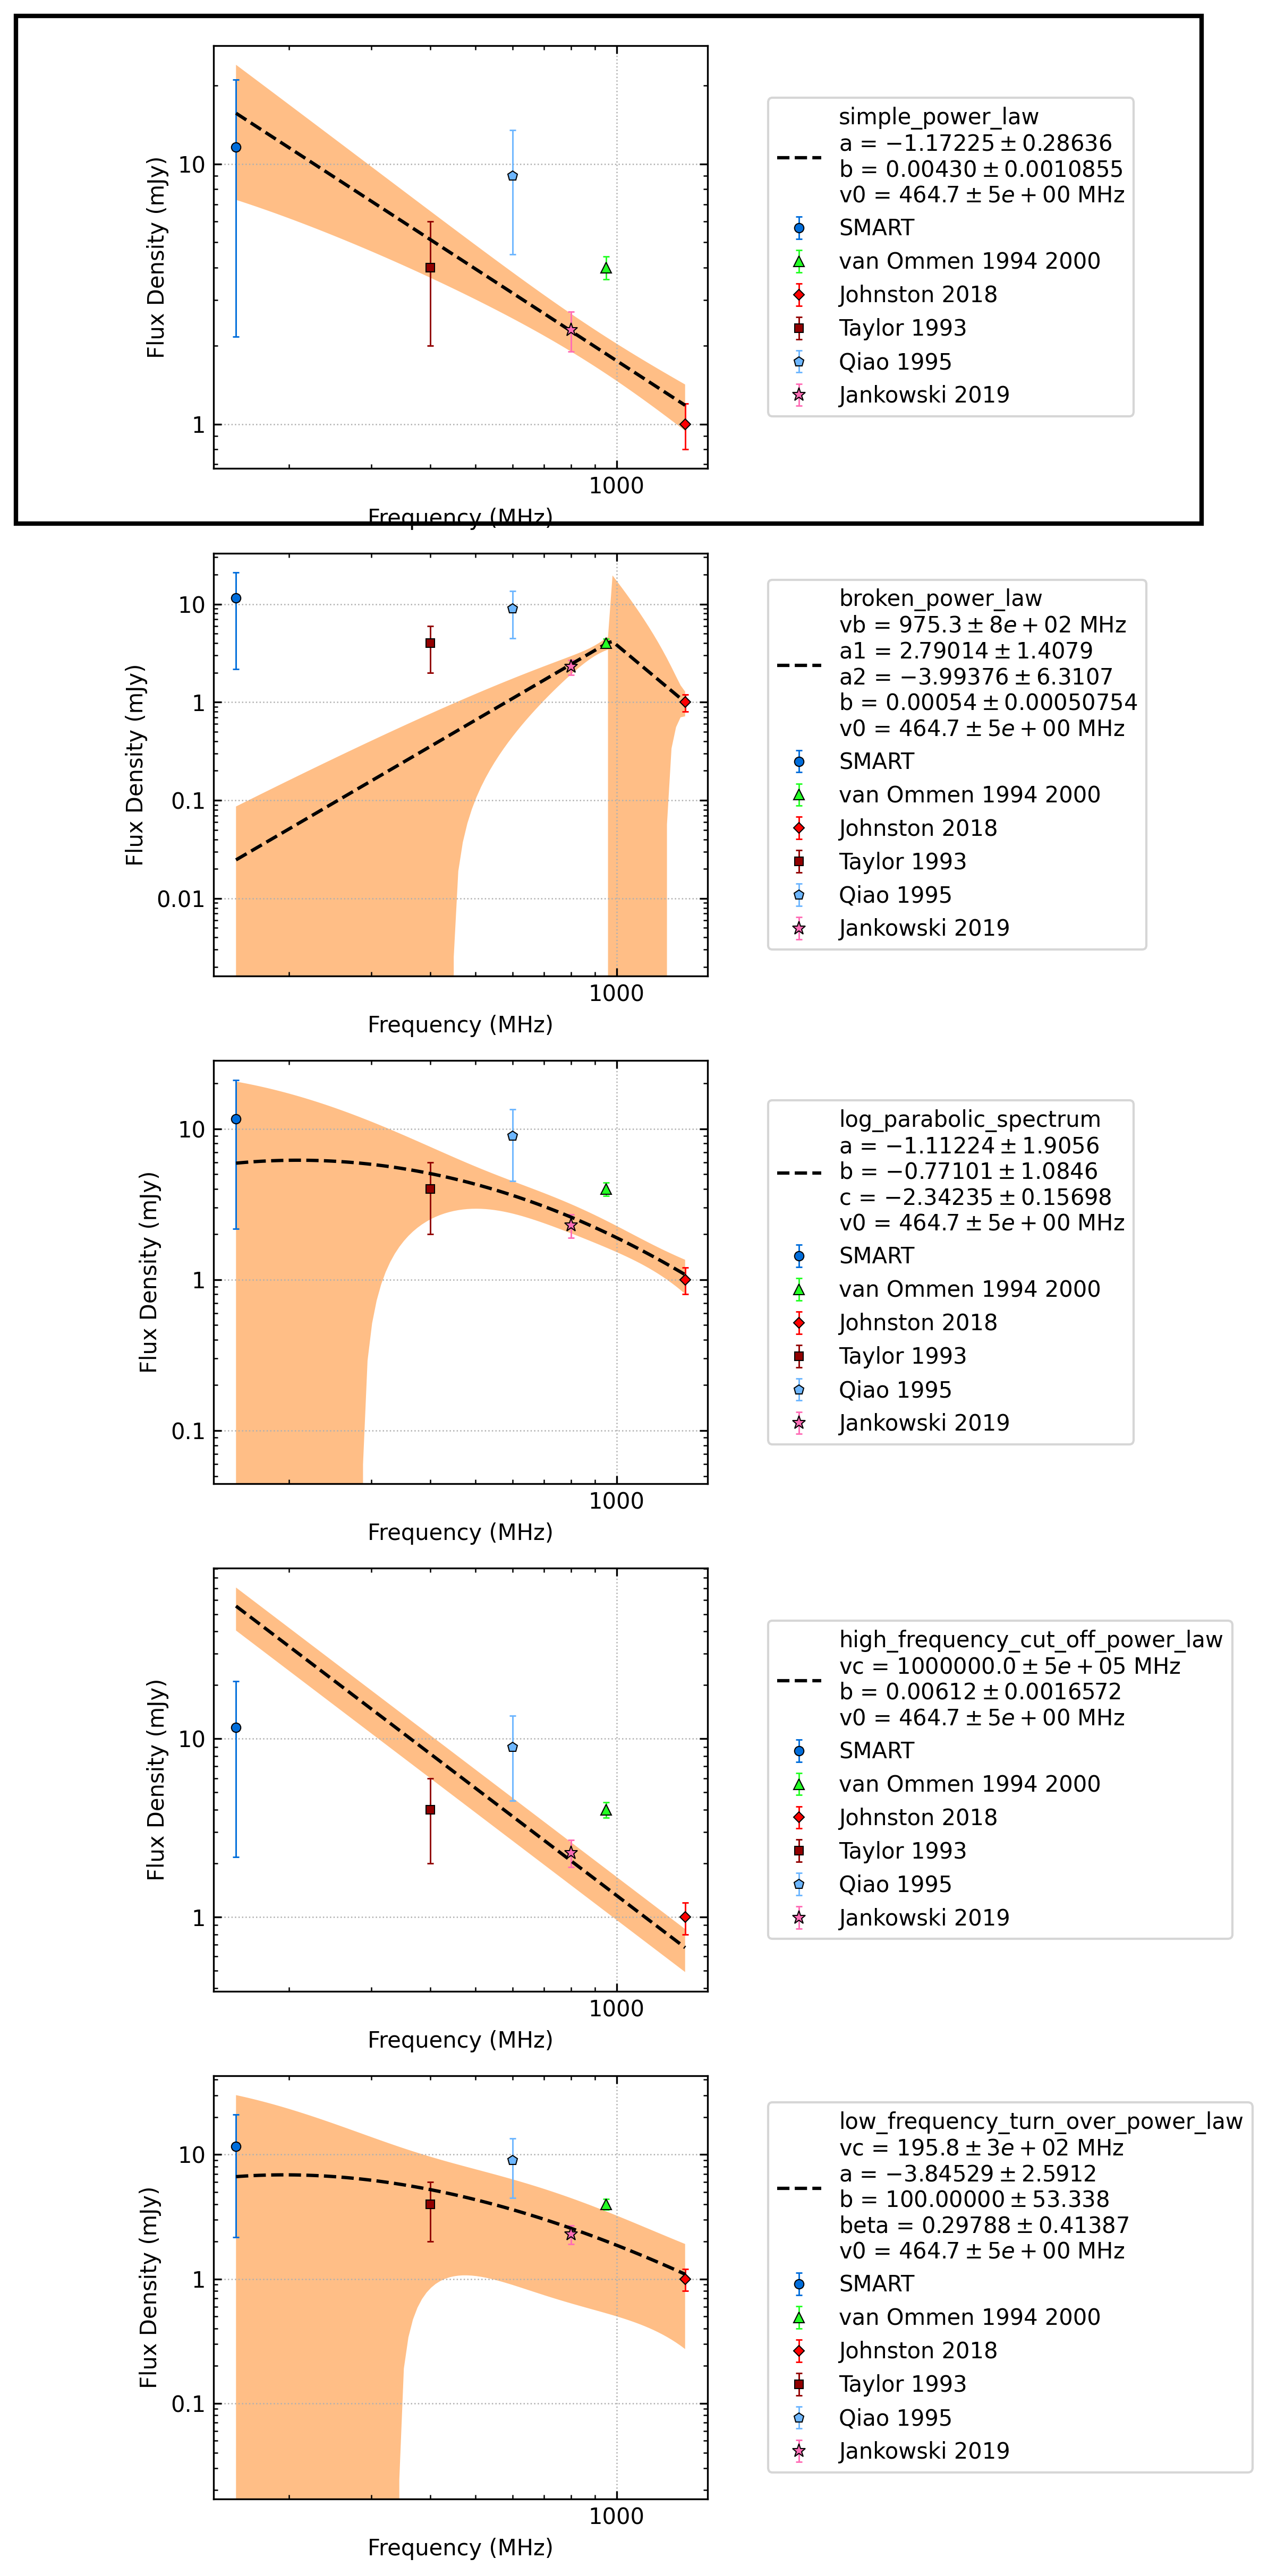 10
1
Flux Density (mJy)
1000
Frequency (MHz)
simple_power_law
a = −1.17225 ± 0.28636
b = 0.00430 ± 0.0010855
v0 = 464.7 ± 5e + 00 MHz
SMART
van Ommen 1994 2000
Johnston 2018
Taylor 1993
Qiao 1995
Jankowski 2019
10
1
0.1
0.01
Flux Density (mJy)
1000
Frequency (MHz)
broken_power_law
vb = 975.3 ± 8e + 02 MHz
a1 = 2.79014 ± 1.4079
a2 = −3.99376 ± 6.3107
b = 0.00054 ± 0.00050754
v0 = 464.7 ± 5e + 00 MHz
SMART
van Ommen 1994 2000
Johnston 2018
Taylor 1993
Qiao 1995
Jankowski 2019
10
1
0.1
Flux Density (mJy)
1000
Frequency (MHz)
log_parabolic_spectrum
a = −1.11224 ± 1.9056
b = −0.77101 ± 1.0846
c = −2.34235 ± 0.15698
v0 = 464.7 ± 5e + 00 MHz
SMART
van Ommen 1994 2000
Johnston 2018
Taylor 1993
Qiao 1995
Jankowski 2019
10
1
Flux Density (mJy)
1000
Frequency (MHz)
high_frequency_cut_off_power_law
vc = 1000000.0 ± 5e + 05 MHz
b = 0.00612 ± 0.0016572
v0 = 464.7 ± 5e + 00 MHz
SMART
van Ommen 1994 2000
Johnston 2018
Taylor 1993
Qiao 1995
Jankowski 2019
10
1
0.1
Flux Density (mJy)
1000
Frequency (MHz)
low_frequency_turn_over_power_law
vc = 195.8 ± 3e + 02 MHz
a = −3.84529 ± 2.5912
b = 100.00000 ± 53.338
beta = 0.29788 ± 0.41387
v0 = 464.7 ± 5e + 00 MHz
SMART
van Ommen 1994 2000
Johnston 2018
Taylor 1993
Qiao 1995
Jankowski 2019